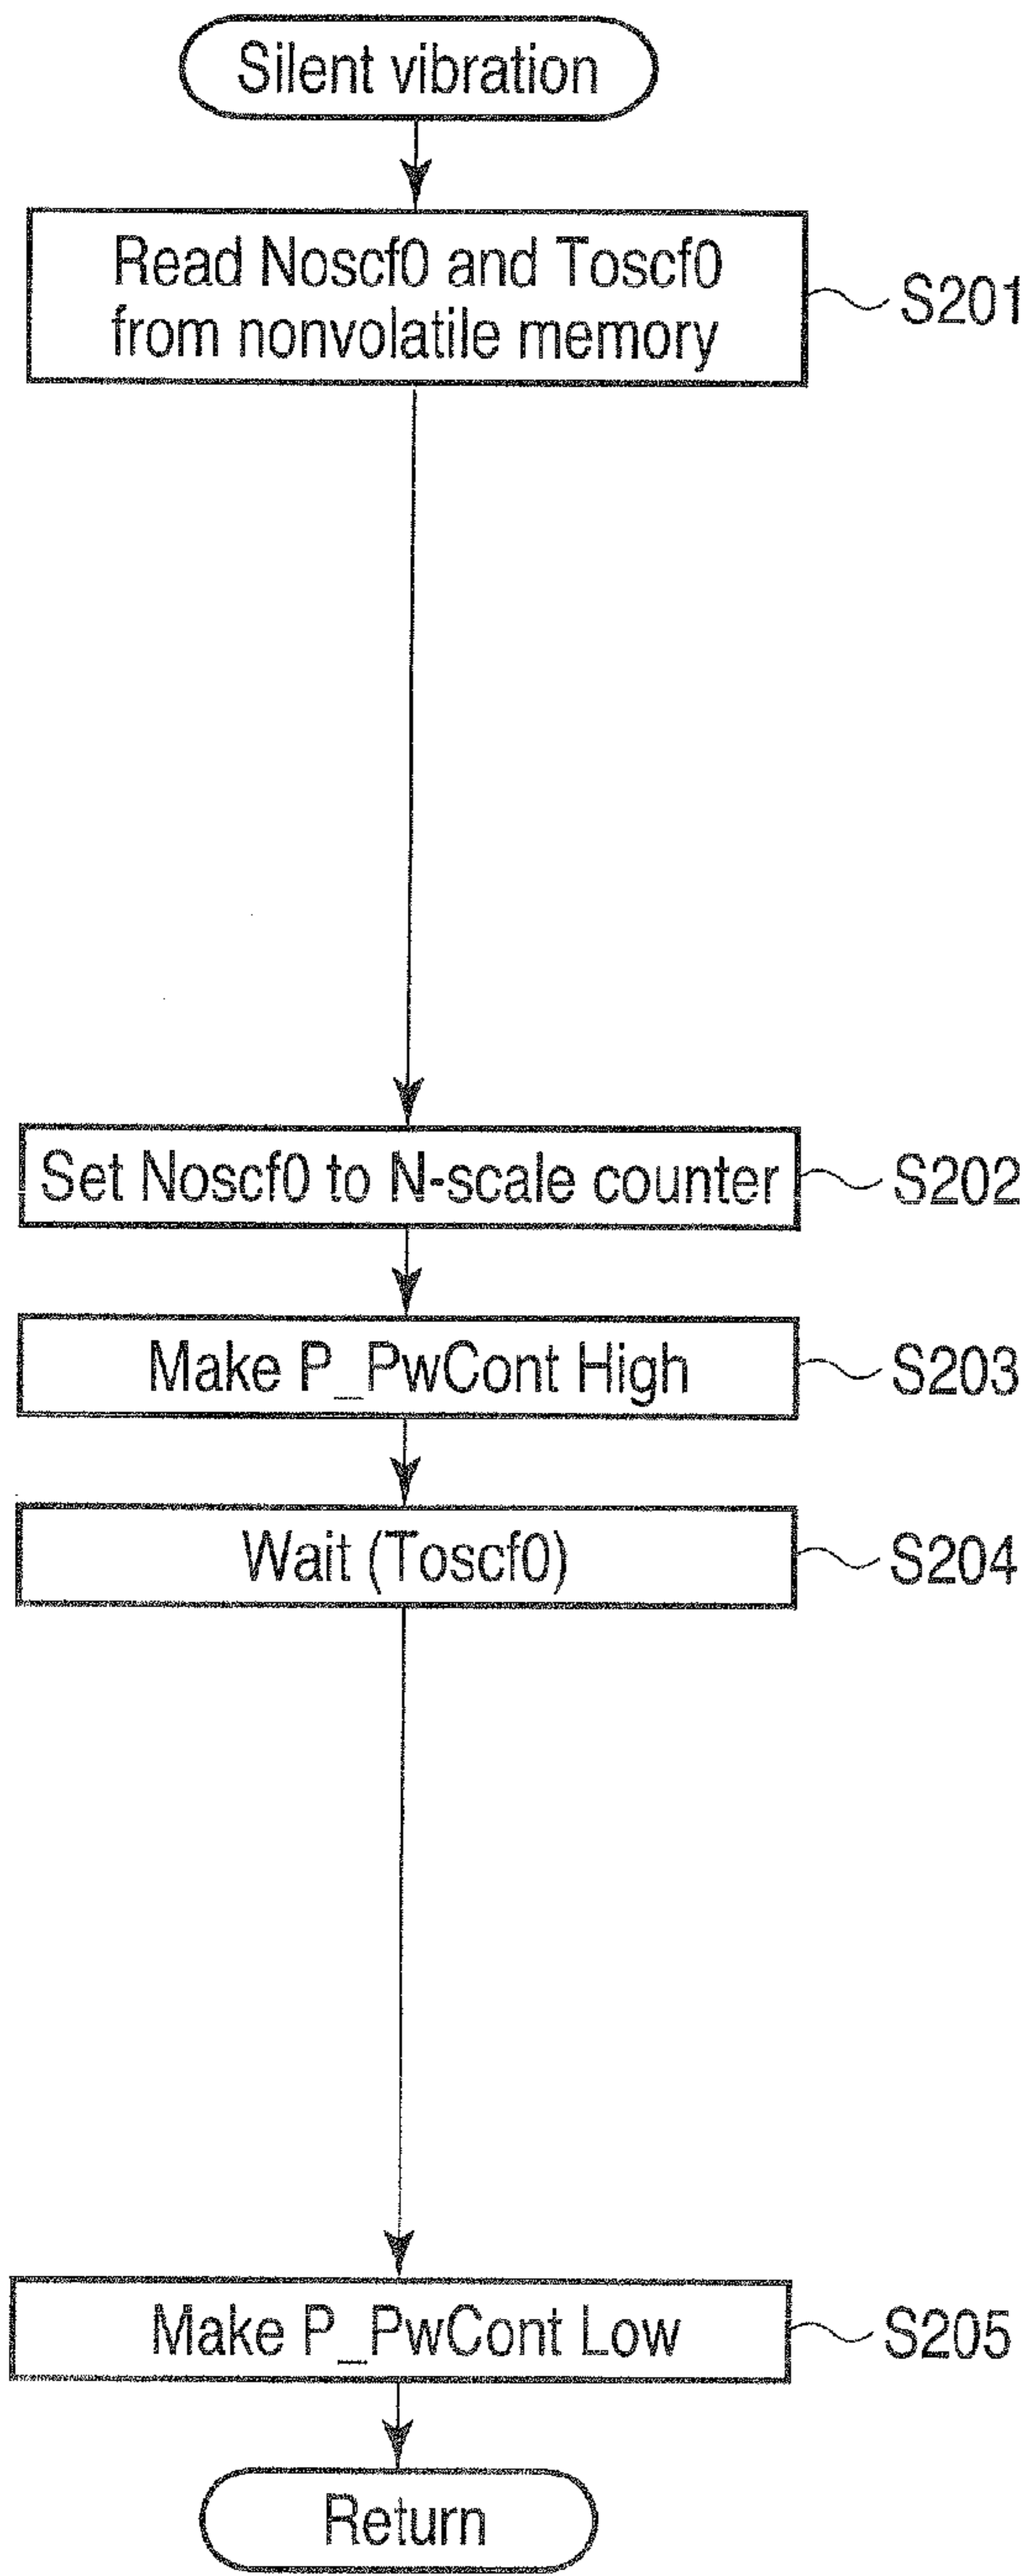 Silent vibration
Read Noscf0 and Toscf0
from nonvolatile memory
S201
Set Noscf0 to N-scale counter
S202
Make P_PwCont High
S203
Wait (Toscf0)
S204
Make P_PwCont Low
S205
Return